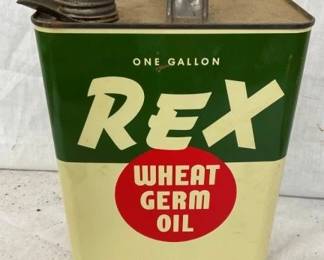 ONE GALLON
REX
WHEAT
GERM
OIL